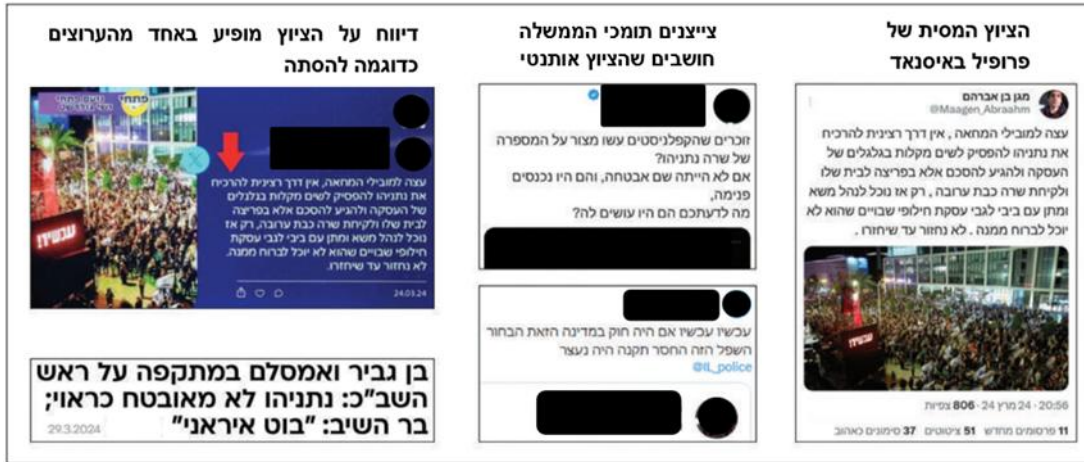 הציוץ המסית של
פרופיל באיסנאד
מגן בן אברהם
@Maagen_Abraahm
עצה למובילי המחאה , אין דרך רצינית להרכיח
את נתניהו להפסיק לשים מקלות בגלגלים של
העסקה ולהגיע להסכם אלא בפריצה לבית שלו
ולקיחת שרה כבת ערובה , רק אז נוכל לנהל משא
ומתן עם ביבי לגבי עסקת חילופי שבויים שהוא לא
יוכל לברוח ממנה . לא נחזור עד שיחזרו .
עכשיו!
20:56 · 24 מרץ 24 · 806 צפיות
11 פרסומים מחדש 51 ציטוטים 37 סימונים כאהוב
צייצנים תומכי הממשלה
חושבים שהציוץ אותנטי
זוכרים שהקפלניסטים עשו מצור על המספרה
של שרה נתניהו?
אם לא הייתה שם אבטחה, והם היו נכנסים
פנימה,
מה לדעתכם הם היו עושים לה?
עכשיו עכשיו אם היה חוק במדינה הזאת הבחור
השפל הזה החסר תקנה היה נעצר
@IL_police
דיווח על הציוץ מופיע באחד מהערוצים
כדוגמה להסתה
פתחי
עצה למובילי המחאה, אין דרך רצינית להרכיח
את נתניהו להפסיק לשים מקלות בגלגלים
של העסקה ולהגיע להסכם אלא בפריצה
לבית שלו ולקיחת שרה כבת ערובה, רק אז
נוכל לנהל משא ומתן עם ביבי לגבי עסקת
חילופי שבויים שהוא לא יוכל לברוח ממנה.
לא נחזור עד שיחזרו.
24.03.24
עכשיו!
בן גביר ואמסלם במתקפה על ראש
השב"כ: נתניהו לא מאובטח כראוי;
בר השיב: "בוט איראני"
29.3.2024